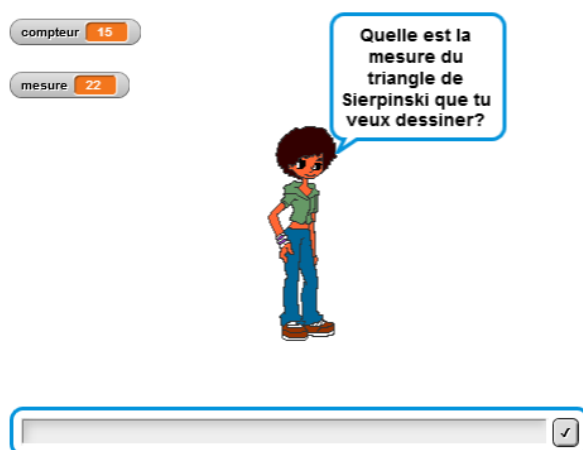 compteur 15
mesure 22
Quelle est la
mesure du
triangle de
Sierpinski que tu
veux dessiner?